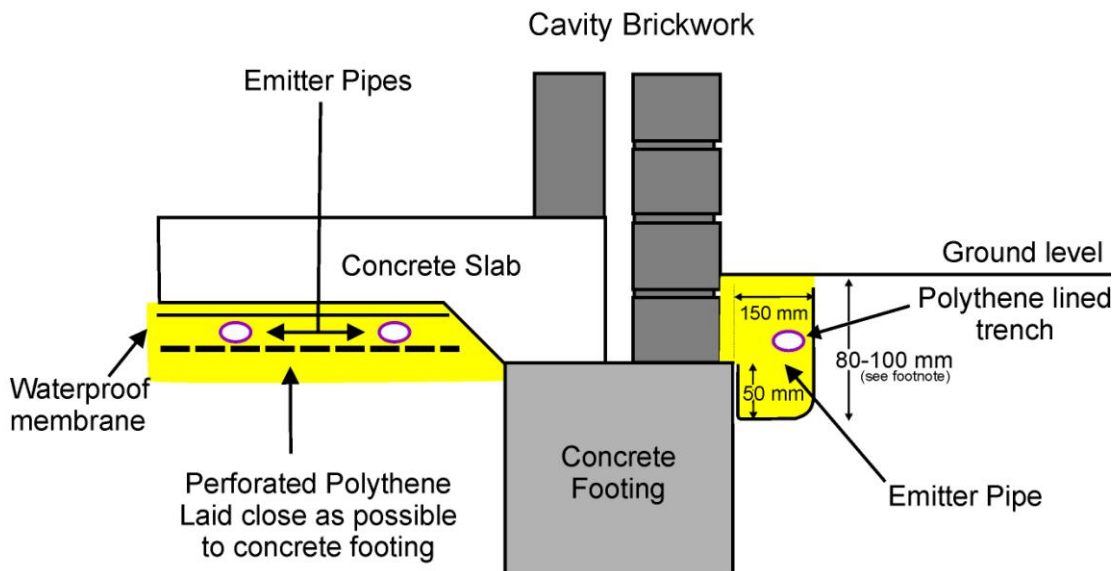 Cavity Brickwork
Emitter Pipes
Concrete Slab
Ground level
150 mm
Polythene lined
trench
80-100 mm
(see footnote)
50 mm
Waterproof
membrane
Perforated Polythene
Laid close as possible
to concrete footing
Concrete
Footing
Emitter Pipe